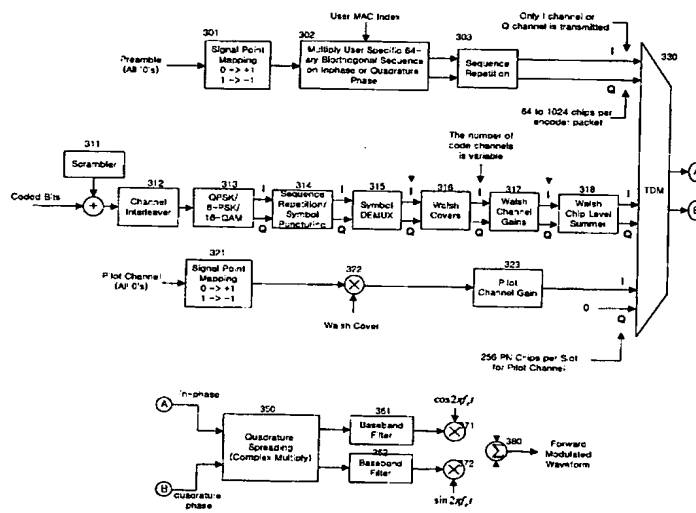 User MAC Index
Only I channel or
Q channel is transmitted
301
302
303
330
Preamble
(All '0's)
Signal Point
Mapping
0 -> +1
1 -> -1
Multiply User Specific 64-
ary Biorthogonal Sequence
on Inphase or Quadrature
Phase
Sequence
Repetition
I
Q
64 to 1024 chips per
encoder packet
The number of
code channels
is variable
TDM
A
B
311
Scrambler
Coded Bits
+
312
Channel
Interleaver
313
QPSK/
8-PSK/
16-QAM
I
Q
314
Sequence
Repetition/
Symbol
Puncturing
I
Q
315
Symbol
DEMUX
I
Q
316
Walsh
Covers
I
Q
317
Walsh
Channel
Gains
I
Q
318
Walsh
Chip Level
Summer
I
Q
Pilot Channel
(All 0's)
321
Signal Point
Mapping
0 -> +1
1 -> -1
322
Walsh Cover
323
Pilot
Channel Gain
I
0
Q
256 PN Chips per Slot
for Pilot Channel
A
In-phase
B
quadrature
phase
350
Quadrature
Spreading
(Complex Multiply)
361
Baseband
Filter
362
Baseband
Filter
cos2πf_c t
371
372
sin2πf_c t
Σ
380
Forward
Modulated
Waveform